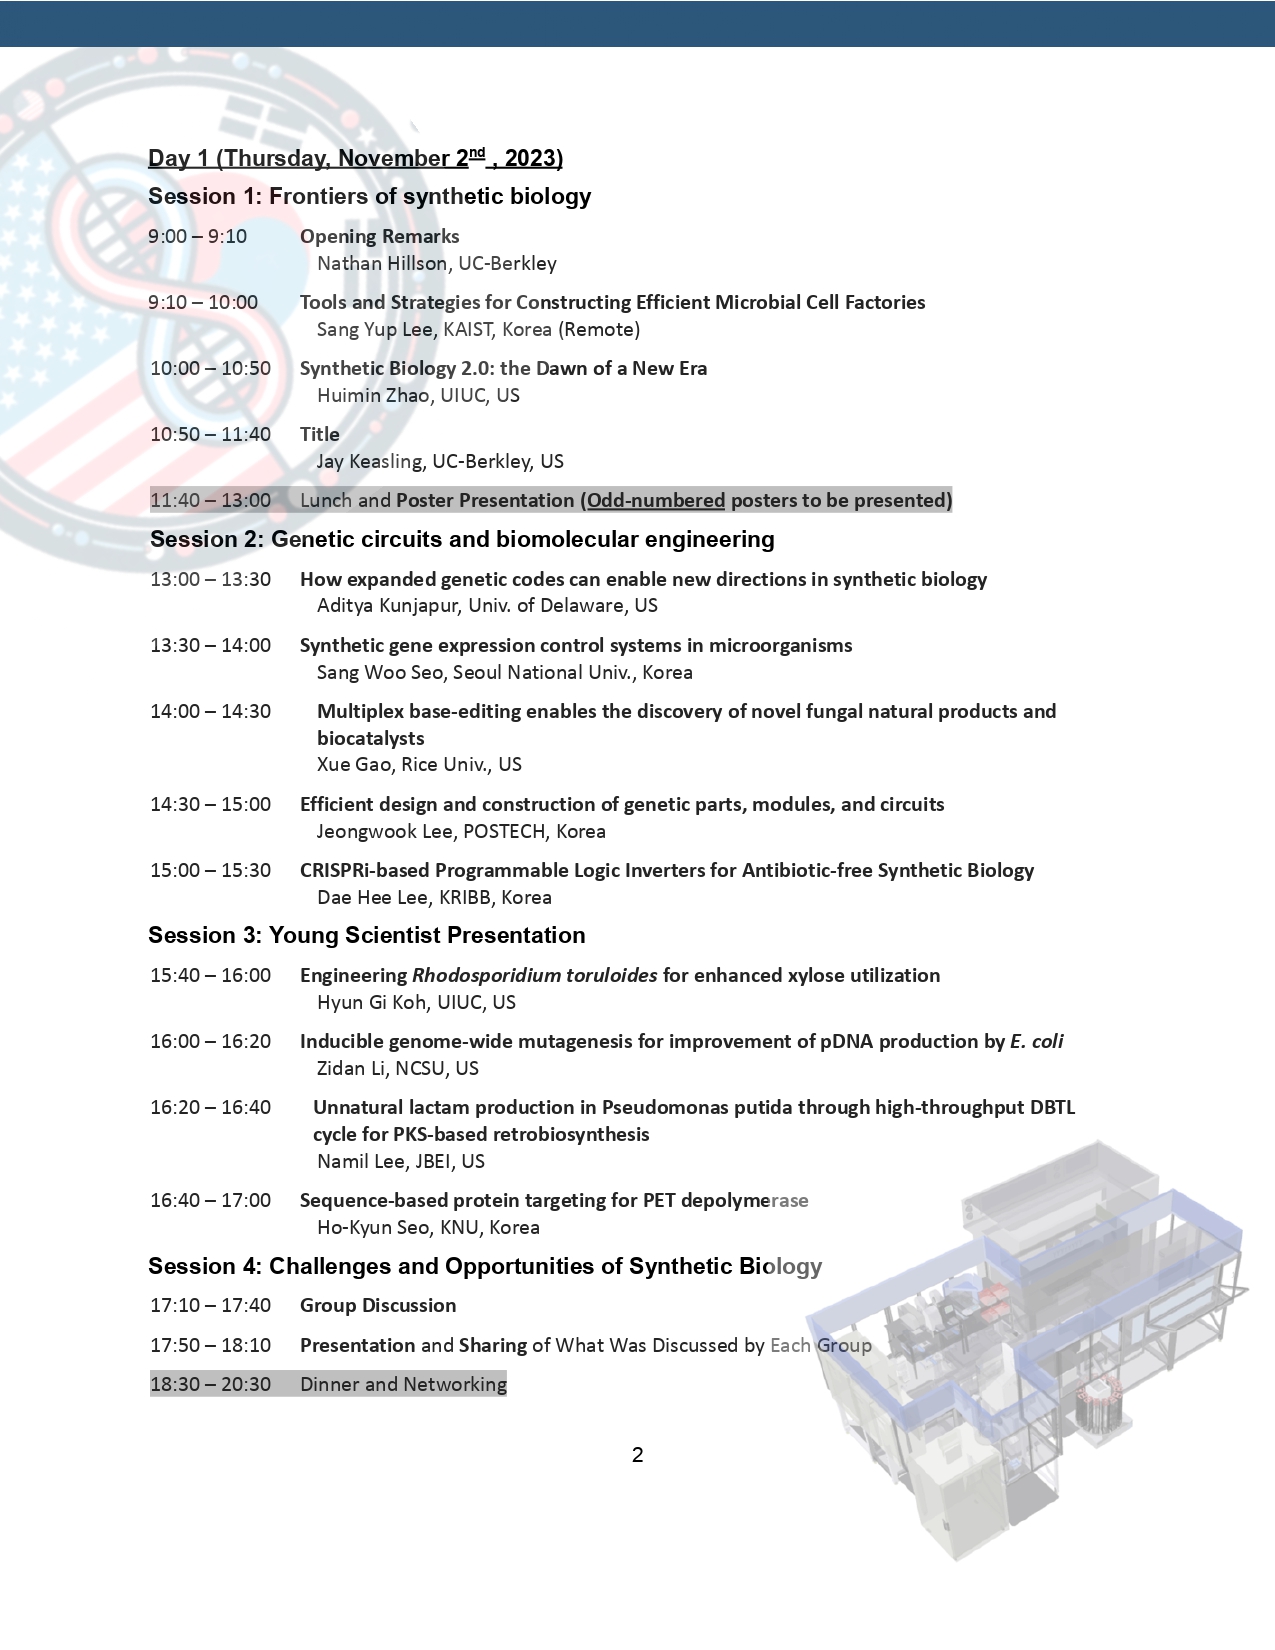 Day 1 (Thursday, November 2nd , 2023)
Session 1: Frontiers of synthetic biology
9:00 – 9:10 Opening Remarks
Nathan Hillson, UC-Berkley
9:10 – 10:00 Tools and Strategies for Constructing Efficient Microbial Cell Factories
Sang Yup Lee, KAIST, Korea (Remote)
10:00 – 10:50 Synthetic Biology 2.0: the Dawn of a New Era
Huimin Zhao, UIUC, US
10:50 – 11:40 Title
Jay Keasling, UC-Berkley, US
11:40 – 13:00 Lunch and Poster Presentation (Odd-numbered posters to be presented)
Session 2: Genetic circuits and biomolecular engineering
13:00 – 13:30 How expanded genetic codes can enable new directions in synthetic biology
Aditya Kunjapur, Univ. of Delaware, US
13:30 – 14:00 Synthetic gene expression control systems in microorganisms
Sang Woo Seo, Seoul National Univ., Korea
14:00 – 14:30 Multiplex base-editing enables the discovery of novel fungal natural products and
biocatalysts
Xue Gao, Rice Univ., US
14:30 – 15:00 Efficient design and construction of genetic parts, modules, and circuits
Jeongwook Lee, POSTECH, Korea
15:00 – 15:30 CRISPRi-based Programmable Logic Inverters for Antibiotic-free Synthetic Biology
Dae Hee Lee, KRIBB, Korea
Session 3: Young Scientist Presentation
15:40 – 16:00 Engineering Rhodosporidium toruloides for enhanced xylose utilization
Hyun Gi Koh, UIUC, US
16:00 – 16:20 Inducible genome-wide mutagenesis for improvement of pDNA production by E. coli
Zidan Li, NCSU, US
16:20 – 16:40 Unnatural lactam production in Pseudomonas putida through high-throughput DBTL
cycle for PKS-based retrobiosynthesis
Namil Lee, JBEI, US
16:40 – 17:00 Sequence-based protein targeting for PET depolymerase
Ho-Kyun Seo, KNU, Korea
Session 4: Challenges and Opportunities of Synthetic Biology
17:10 – 17:40 Group Discussion
17:50 – 18:10 Presentation and Sharing of What Was Discussed by Each Group
18:30 – 20:30 Dinner and Networking
2